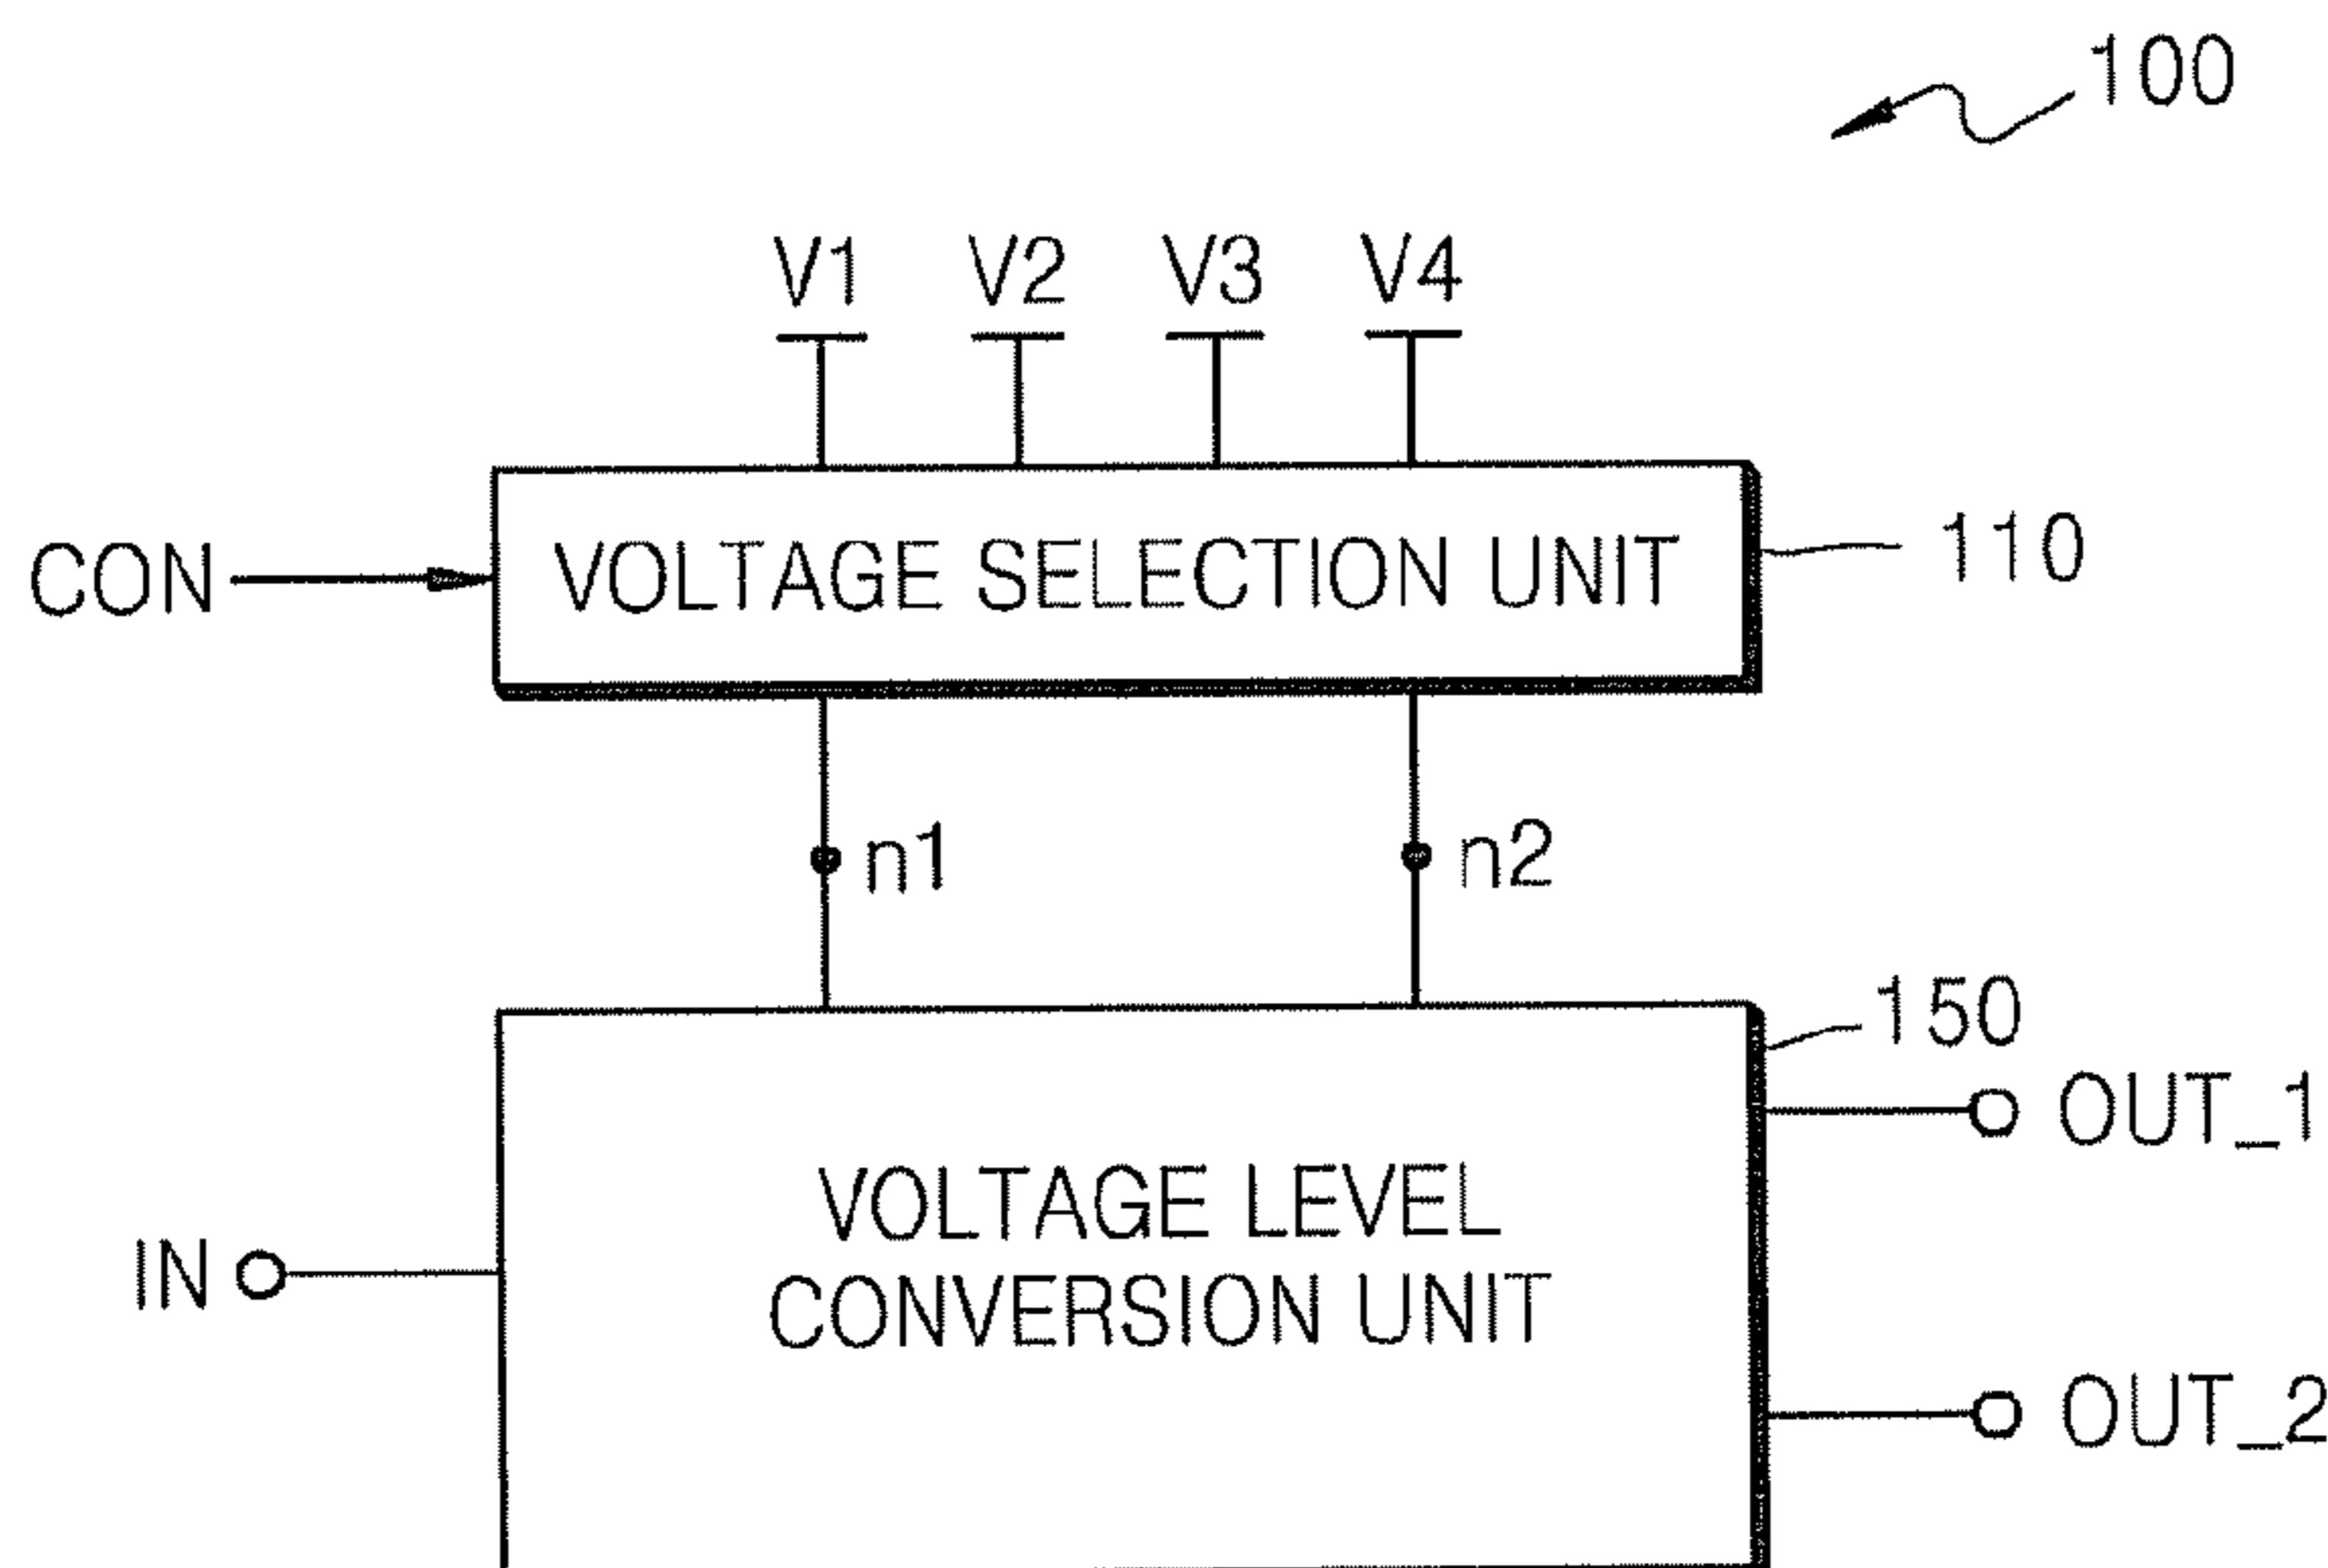 100
V1 V2 V3 V4
CON
VOLTAGE SELECTION UNIT
110
n1
n2
150
OUT_1
VOLTAGE LEVEL
CONVERSION UNIT
IN
OUT_2